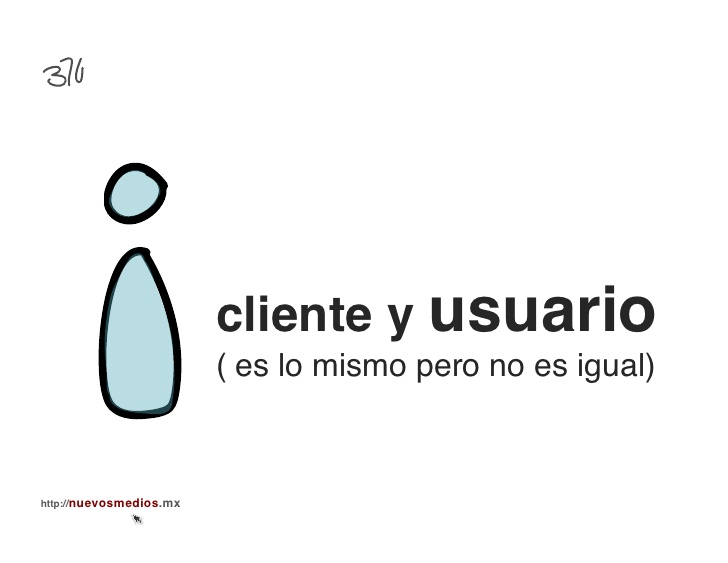 376
cliente y usuario
( es lo mismo pero no es igual)
http://nuevosmedios.mx